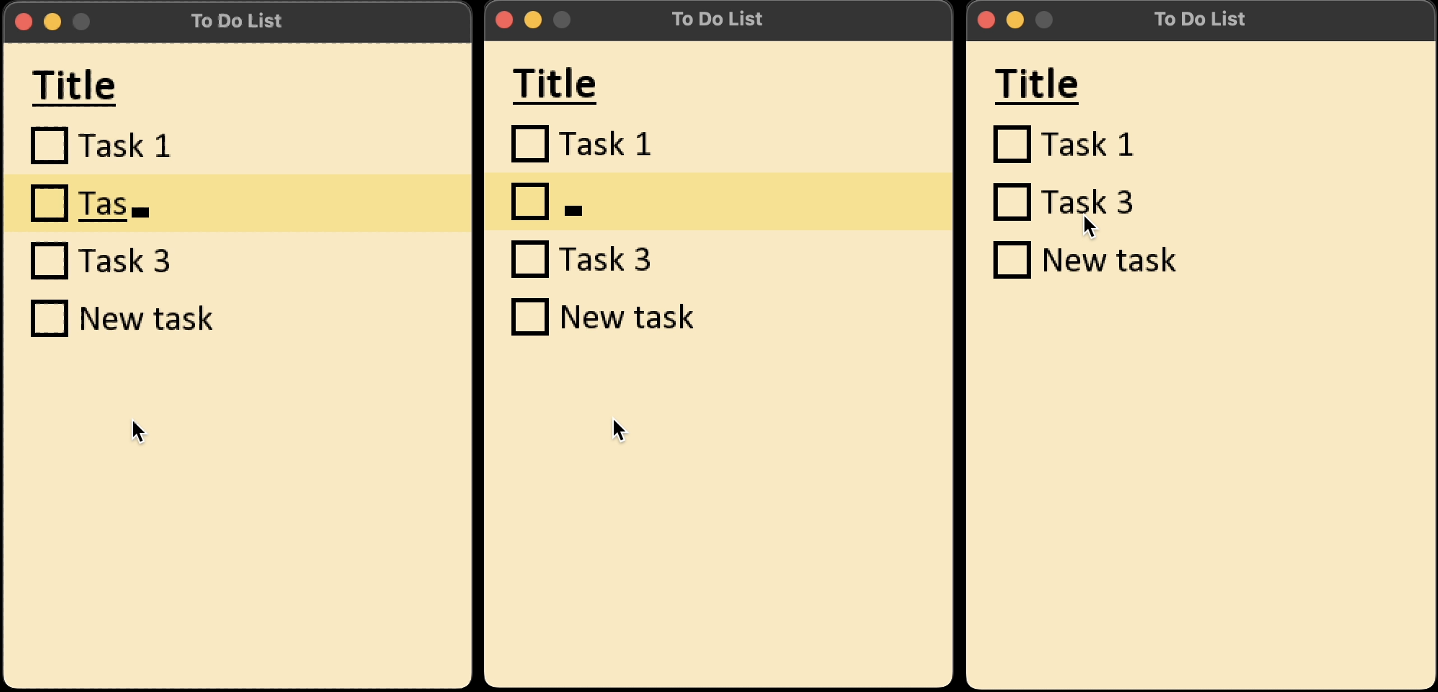 To Do List
Title
Task 1
Tas
Task 3
New task
To Do List
Title
Task 1
Task 3
New task
To Do List
Title
Task 1
Task 3
New task